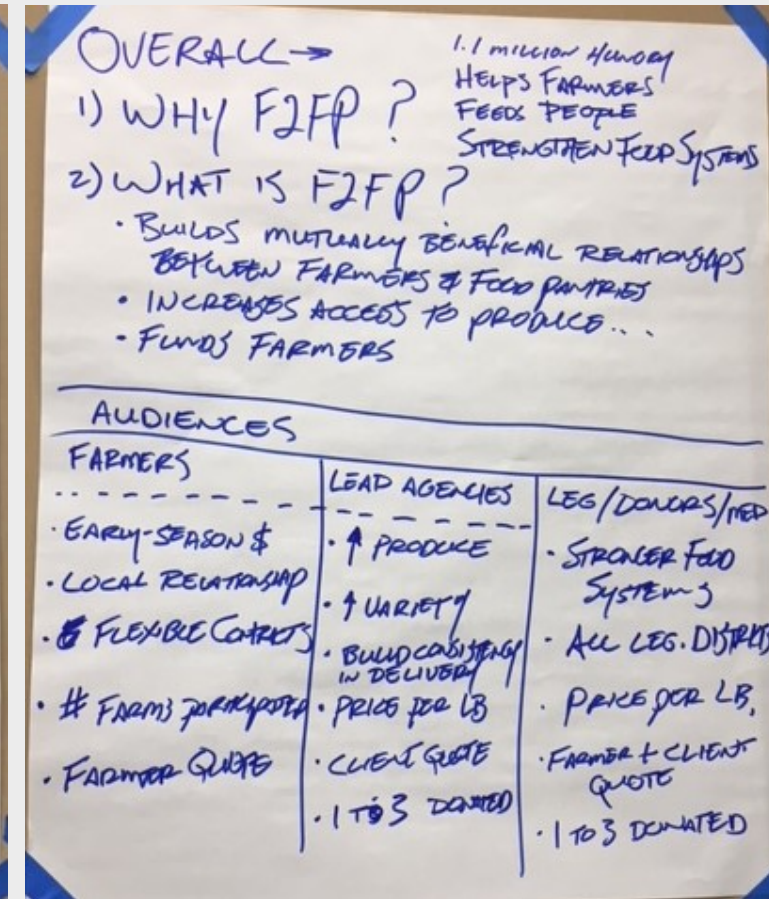 OVERALL →
1.1 MILLION HUNGRY
HELPS FARMERS
FEEDS PEOPLE
STRENGTHEN FOOD SYSTEMS
1) WHY F2FP?
2) WHAT IS F2FP?
• BUILDS MUTUALLY BENEFICIAL RELATIONSHIPS
BETWEEN FARMERS & FOOD PANTRIES
• INCREASES ACCESS TO PRODUCE...
• FUNDS FARMERS
AUDIENCES
FARMERS
• EARLY-SEASON $
• LOCAL RELATIONSHIP
• FLEXIBLE CONTRCTS
• # FARMS PARTICIPATED
• FARMER QUOTE
LEAD AGENCIES
• ↑ PRODUCE
• ↑ VARIETY
• BUILD CONSISTENCY
IN DELIVERY
• PRICE PER LB
• CLIENT QUOTE
• 1 TO 3 DONATED
LEG/DONORS/MED
• STRONGER FOOD
SYSTEMS
• ALL LEG. DISTRICTS
• PRICE PER LB.
• FARMER + CLIENT
QUOTE
• 1 TO 3 DONATED